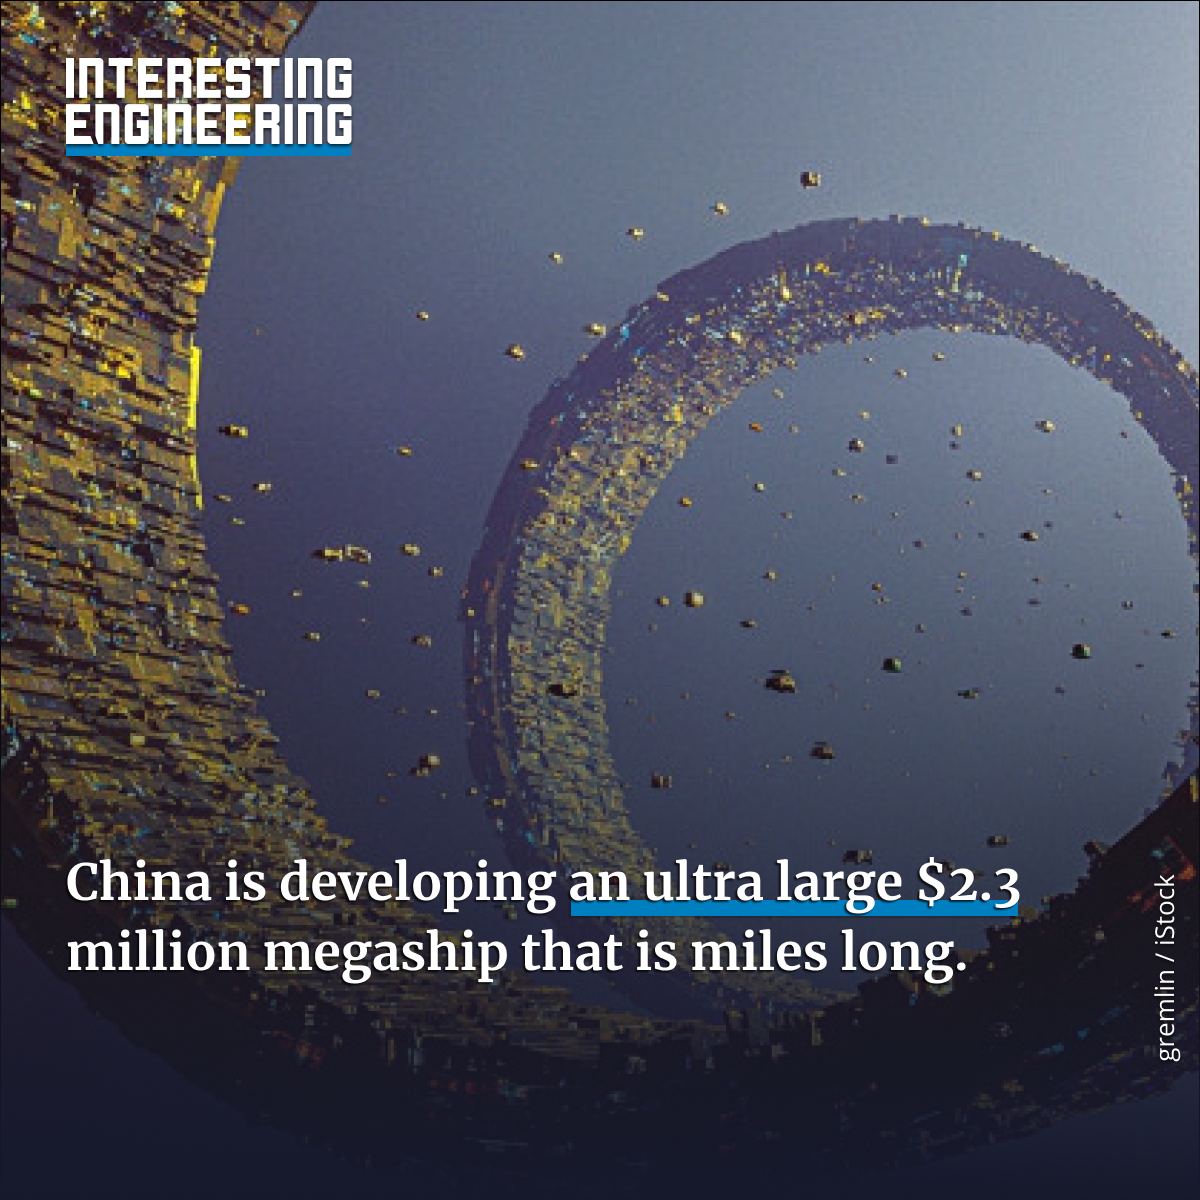 INTERESTING
ENGINEERING
China is developing an ultra large $2.3
million megaship that is miles long.
gremlin / iStock